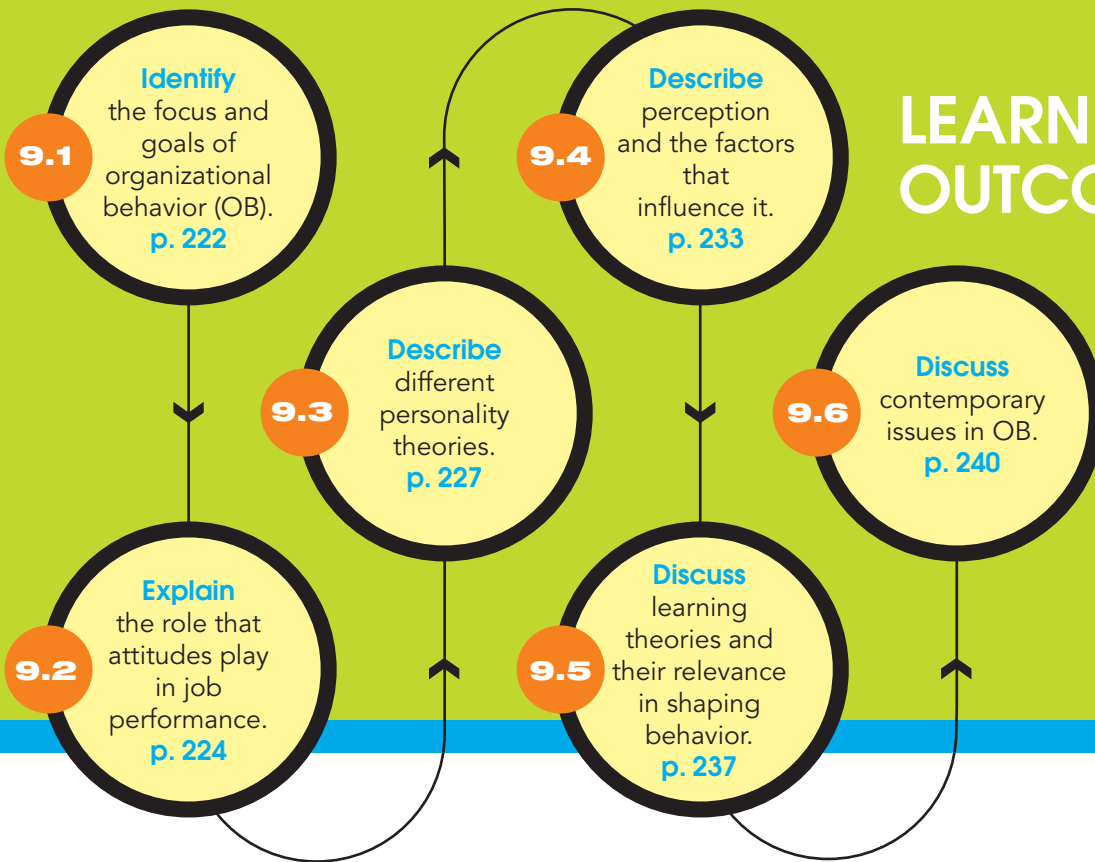 9.1
Identify
the focus and
goals of
organizational
behavior (OB).
p. 222
9.2
Explain
the role that
attitudes play
in job
performance.
p. 224
9.3
Describe
different
personality
theories.
p. 227
9.4
Describe
perception
and the factors
that
influence it.
p. 233
9.5
Discuss
learning
theories and
their relevance
in shaping
behavior.
p. 237
9.6
Discuss
contemporary
issues in OB.
p. 240
LEARN
OUTCO